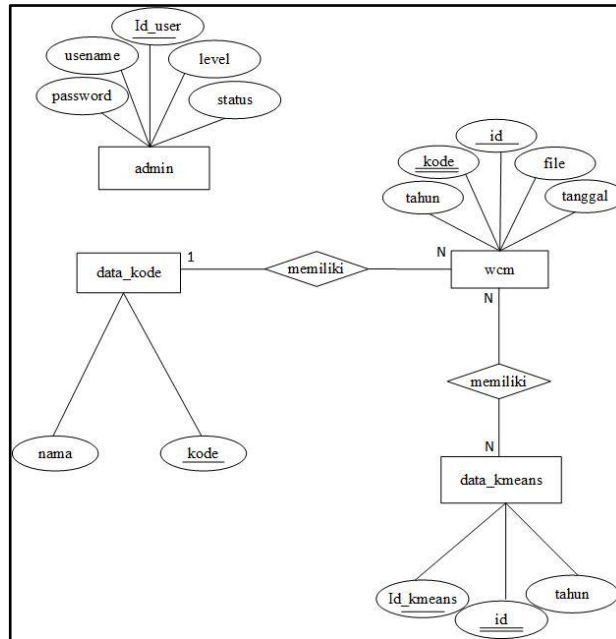 Id_user
usename
level
password
status
admin
id
kode
file
tahun
tanggal
data_kode
1
memiliki
N
wcm
N
memiliki
N
data_kmeans
nama
kode
Id_kmeans
id
tahun